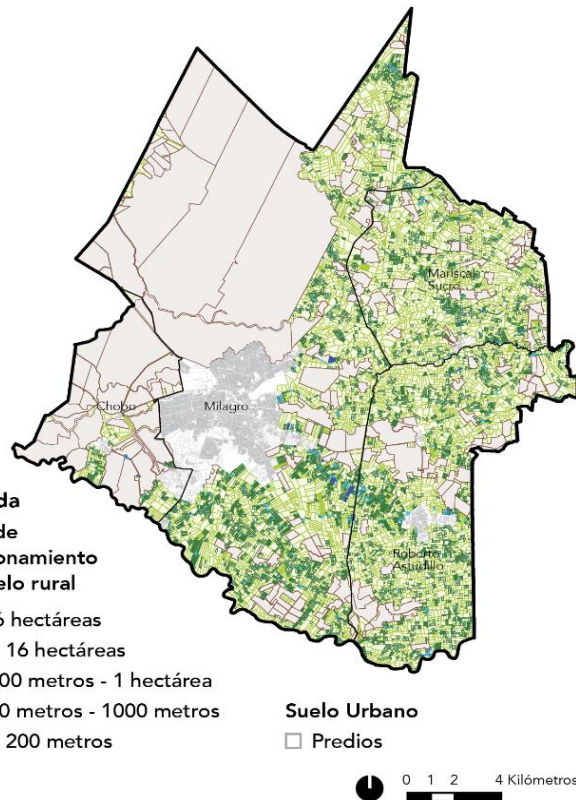 Mariscal
Sucre
Chobo
Milagro
Roberto
Astudillo
da
de
onamiento
elo rural
hectáreas
16 hectáreas
00 metros - 1 hectárea
0 metros - 1000 metros
200 metros
Suelo Urbano
Predios
0 1 2 4 Kilómetros